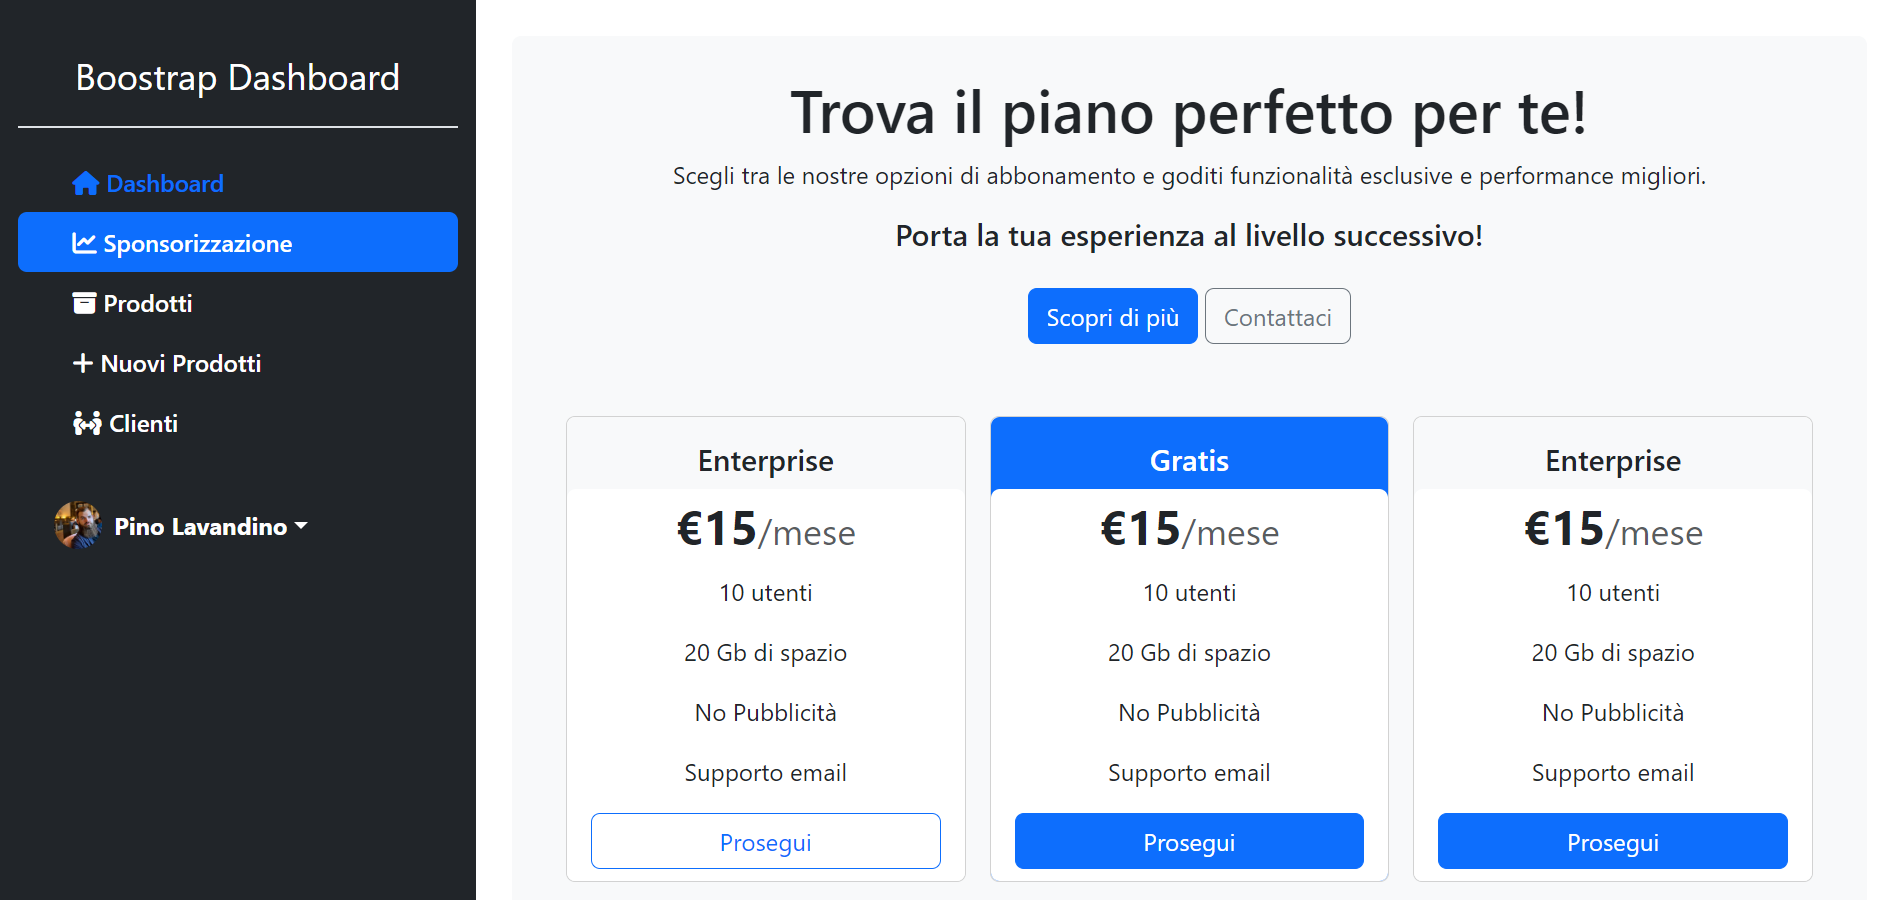 Boostrap Dashboard
Dashboard
Sponsorizzazione
Prodotti
Nuovi Prodotti
Clienti
Pino Lavandino
Trova il piano perfetto per te!
Scegli tra le nostre opzioni di abbonamento e goditi funzionalità esclusive e performance migliori.
Porta la tua esperienza al livello successivo!
Scopri di più
Contattaci
Enterprise
€15/mese
10 utenti
20 Gb di spazio
No Pubblicità
Supporto email
Prosegui
Gratis
€15/mese
10 utenti
20 Gb di spazio
No Pubblicità
Supporto email
Prosegui
Enterprise
€15/mese
10 utenti
20 Gb di spazio
No Pubblicità
Supporto email
Prosegui